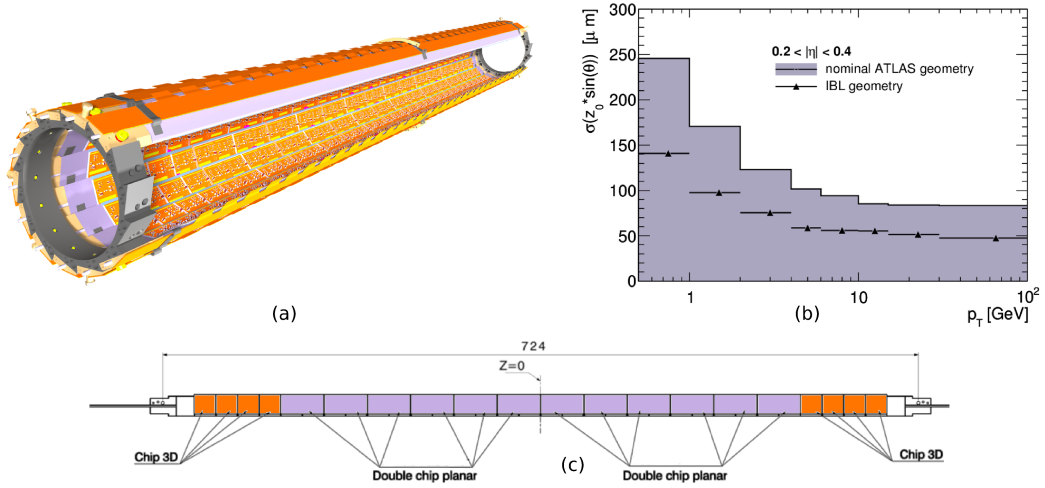 300
250
200
150
100
50
0
σ(z₀*sin(θ)) [μ m]
0.2 < |η| < 0.4
nominal ATLAS geometry
IBL geometry
1
10
10²
p_T [GeV]
(a)
(b)
724
Z=0
Chip 3D
Double chip planar
(c)
Double chip planar
Chip 3D